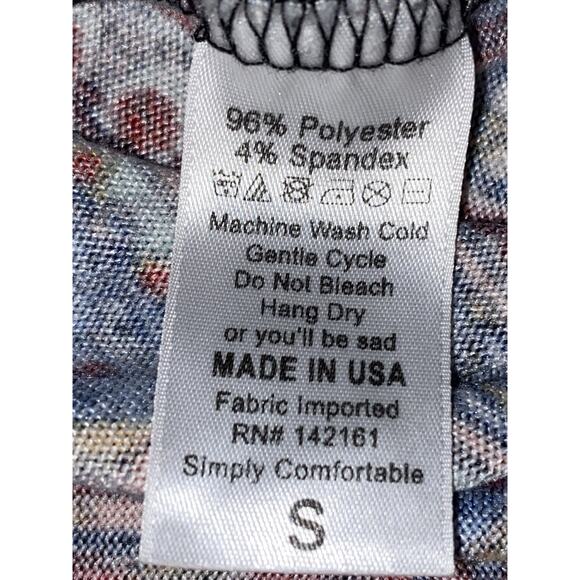 96% Polyester
4% Spandex
Machine Wash Cold
Gentle Cycle
Do Not Bleach
Hang Dry
or you'll be sad
MADE IN USA
Fabric Imported
RN# 142161
Simply Comfortable
S